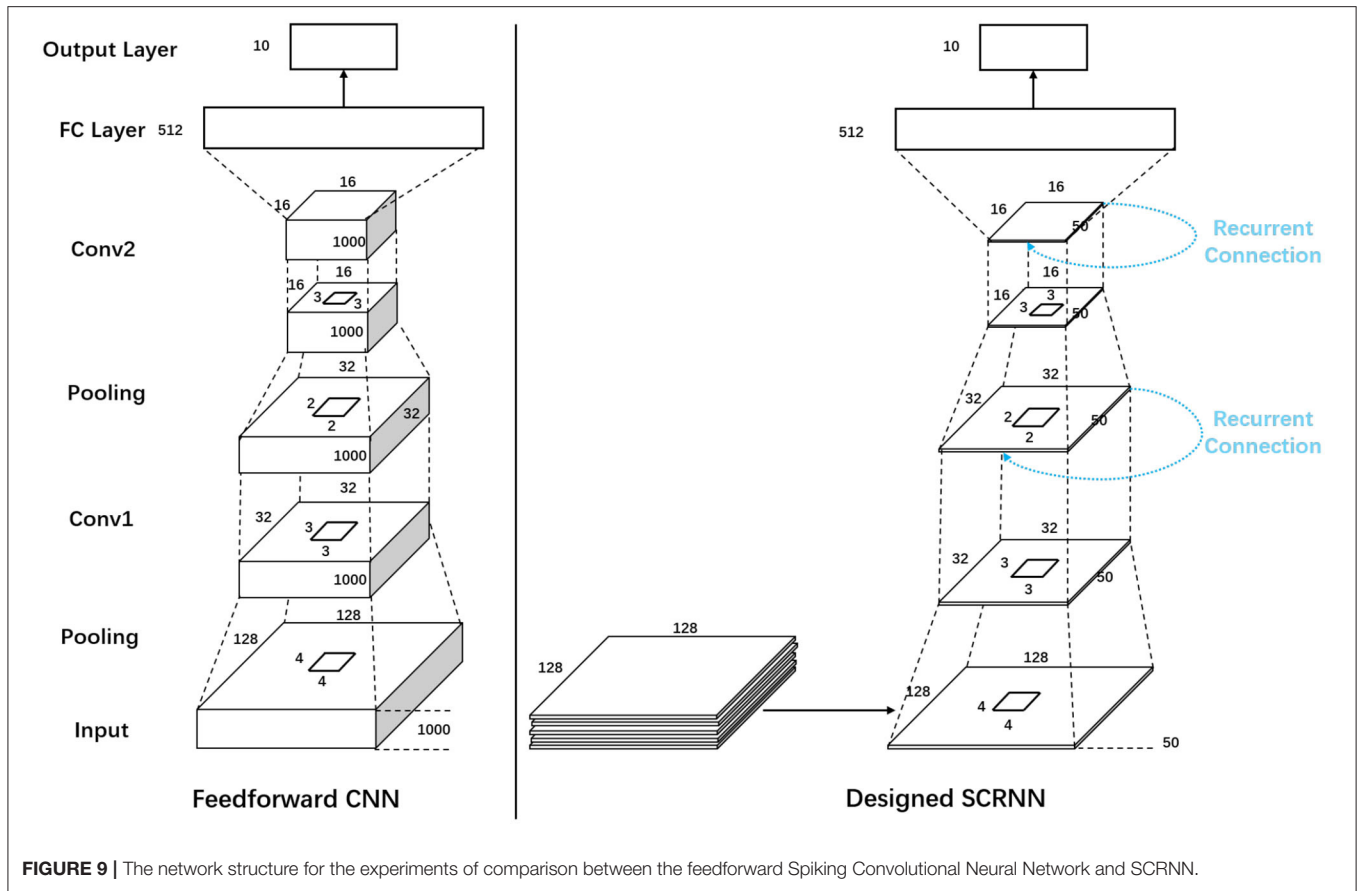 Output Layer 10 10
FC Layer 512 512
16 16
16 16
1000 50
Conv2
Recurrent
Connection
16 16
16 3 3 16 3 3
1000 50
Pooling
32 32
2 32 32 2 50
2 2
1000
Recurrent
Connection
Conv1
32 32
32 3 32 3
3 3
1000 50
Pooling
128 128 128
128 128 128
4 4
4 4
Input
1000 50
Feedforward CNN Designed SCRNN
FIGURE 9 | The network structure for the experiments of comparison between the feedforward Spiking Convolutional Neural Network and SCRNN.